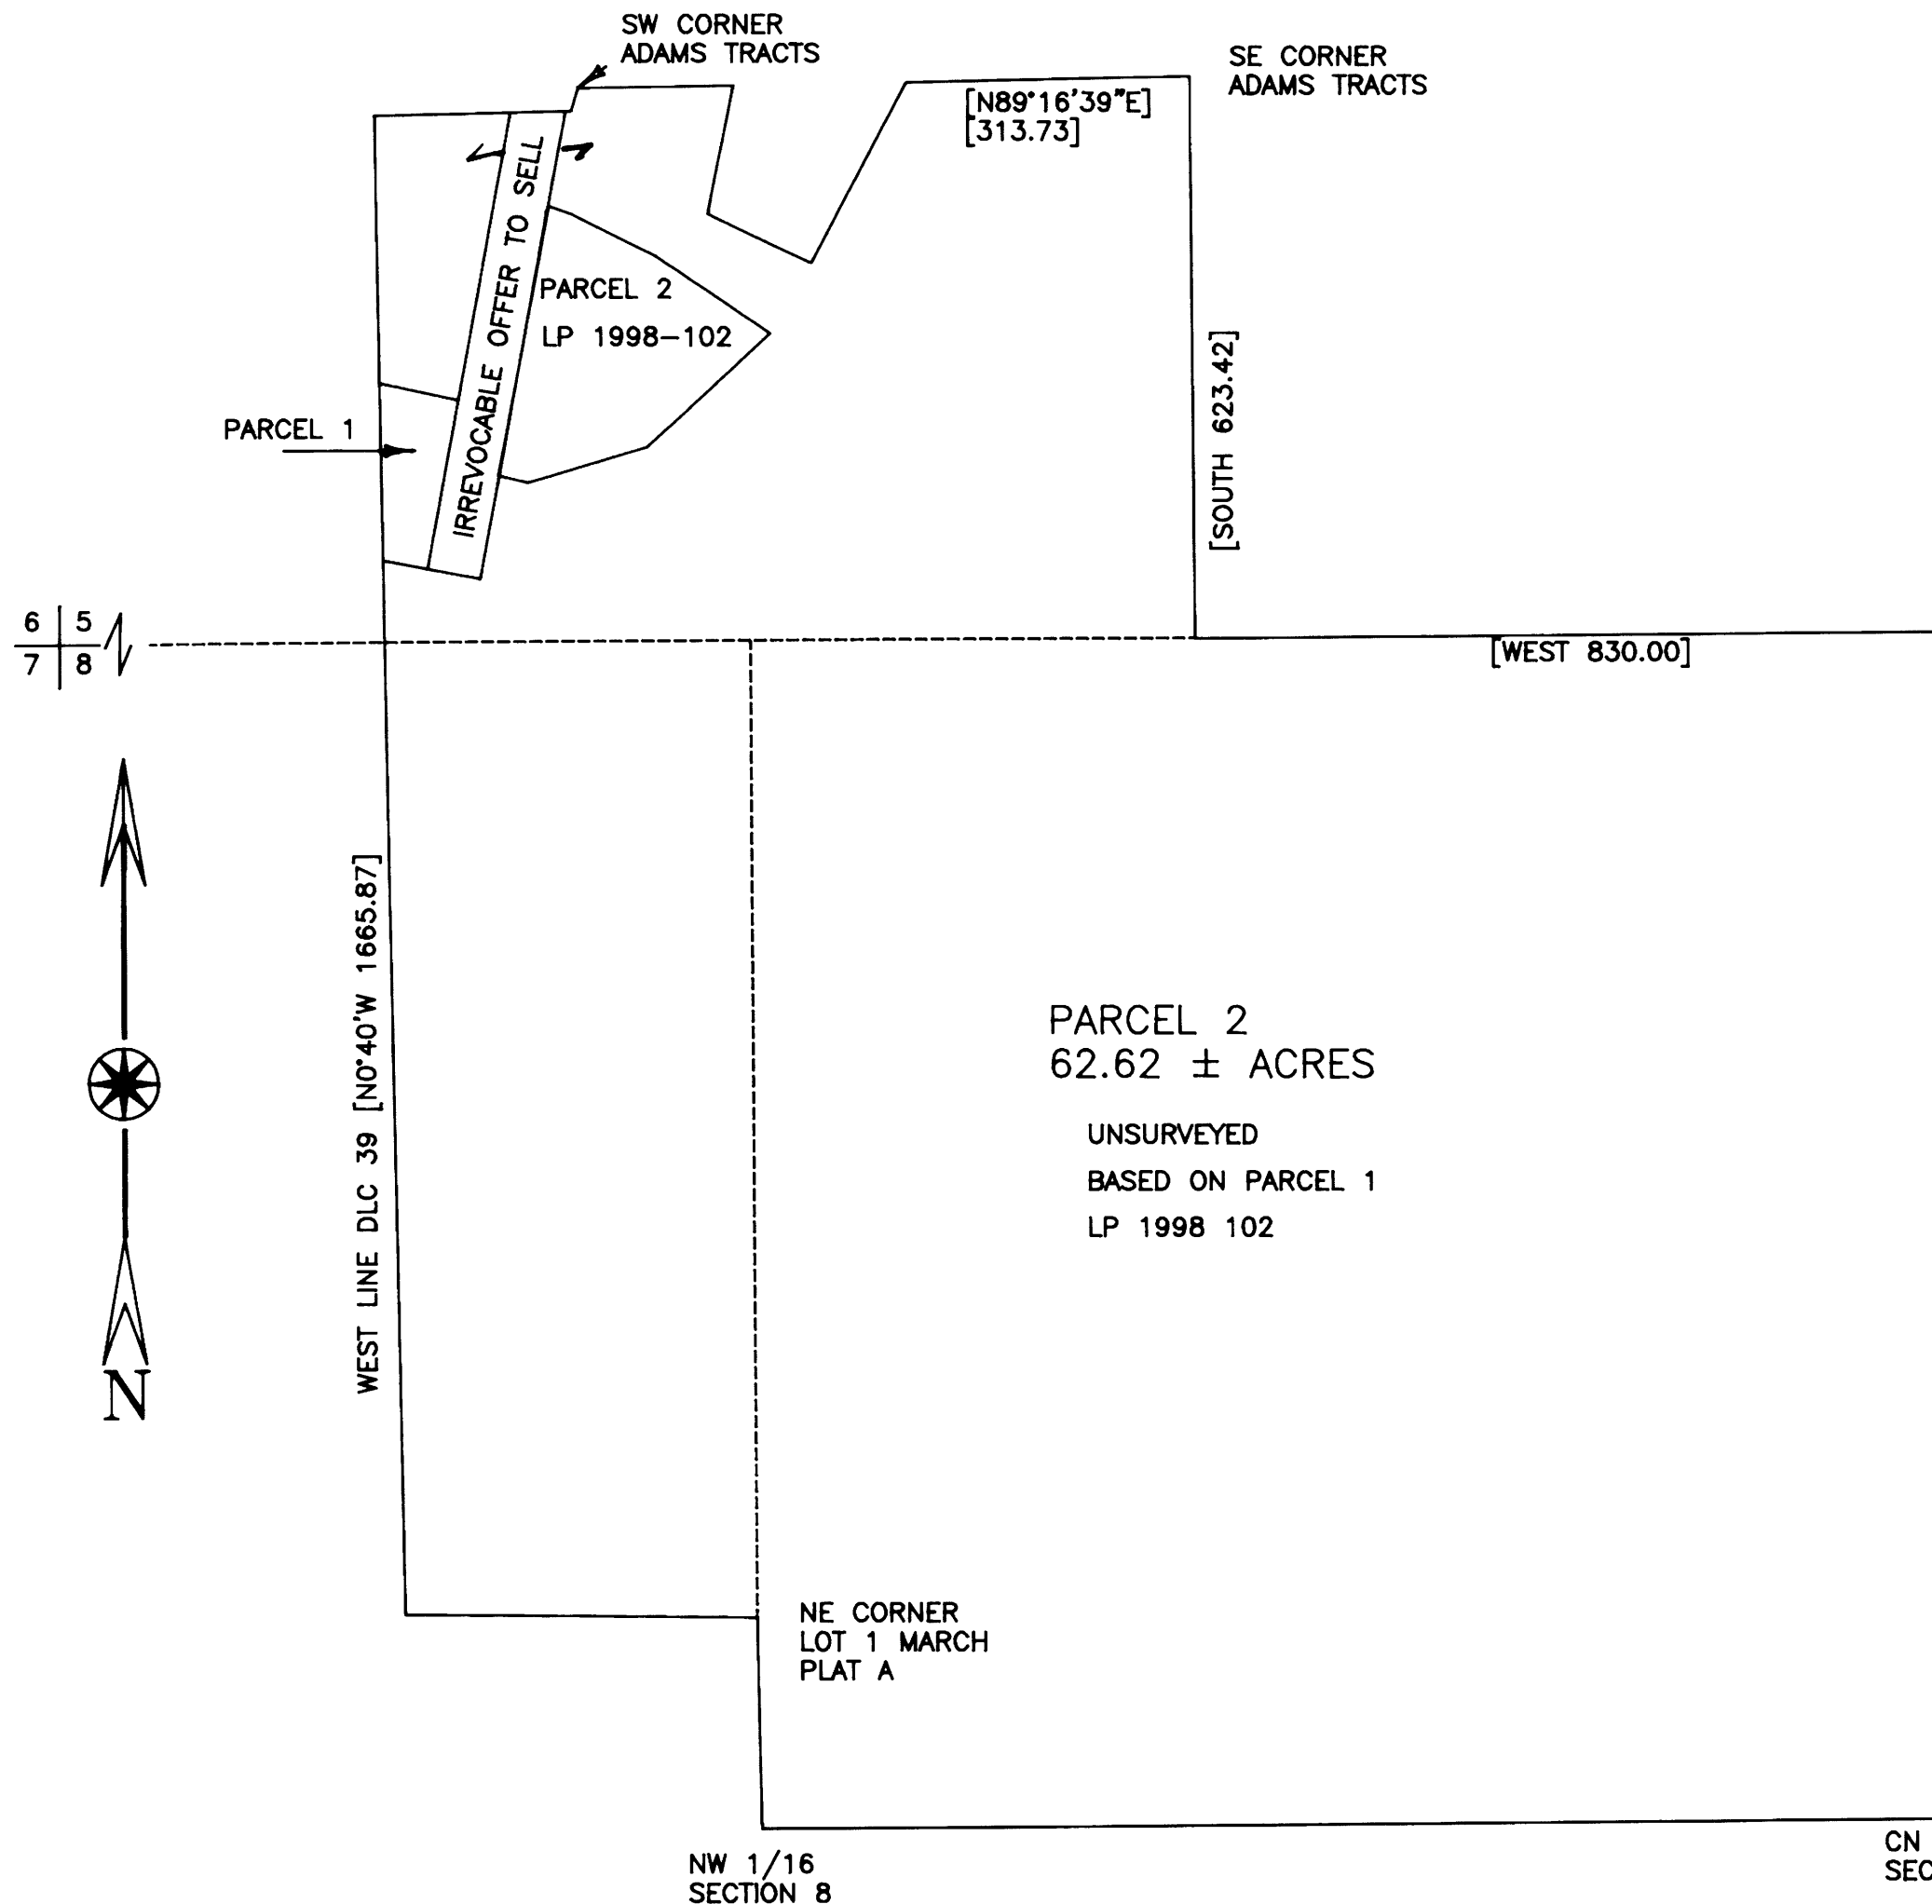 SW CORNER
ADAMS TRACTS
SE CORNER
ADAMS TRACTS
[N89°16'39"E]
[313.73]
IRREVOCABLE OFFER TO SELL
PARCEL 2
LP 1998-102
PARCEL 1
[SOUTH 623.42]
6 5
7 8
[WEST 830.00]
WEST LINE DLC 39 [N0°40'W 1665.87]
N
PARCEL 2
62.62 ± ACRES
UNSURVEYED
BASED ON PARCEL 1
LP 1998 102
NE CORNER
LOT 1 MARCH
PLAT A
NW 1/16
SECTION 8
CN
SEC